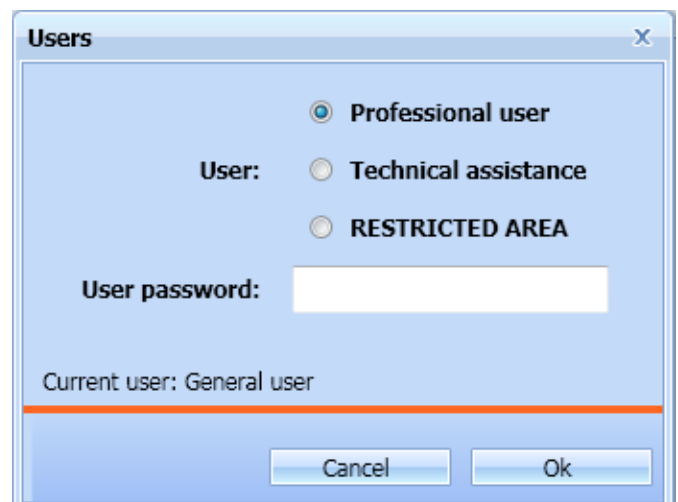 Users
Professional user
User:
Technical assistance
RESTRICTED AREA
User password:
Current user: General user
Cancel
Ok